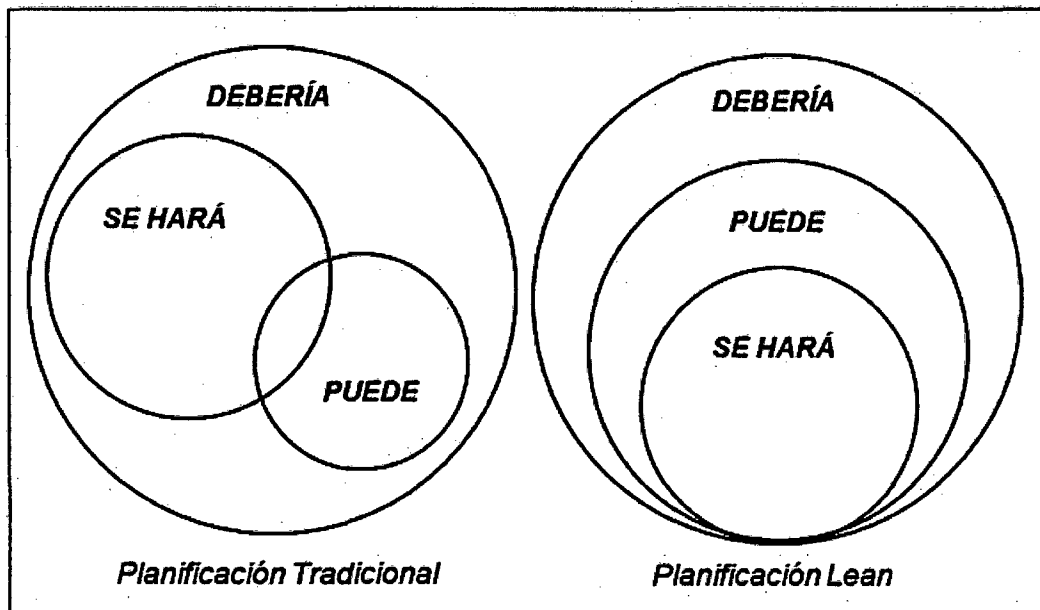 DEBERÍA
SE HARÁ
PUEDE
Planificación Tradicional
DEBERÍA
PUEDE
SE HARÁ
Planificación Lean